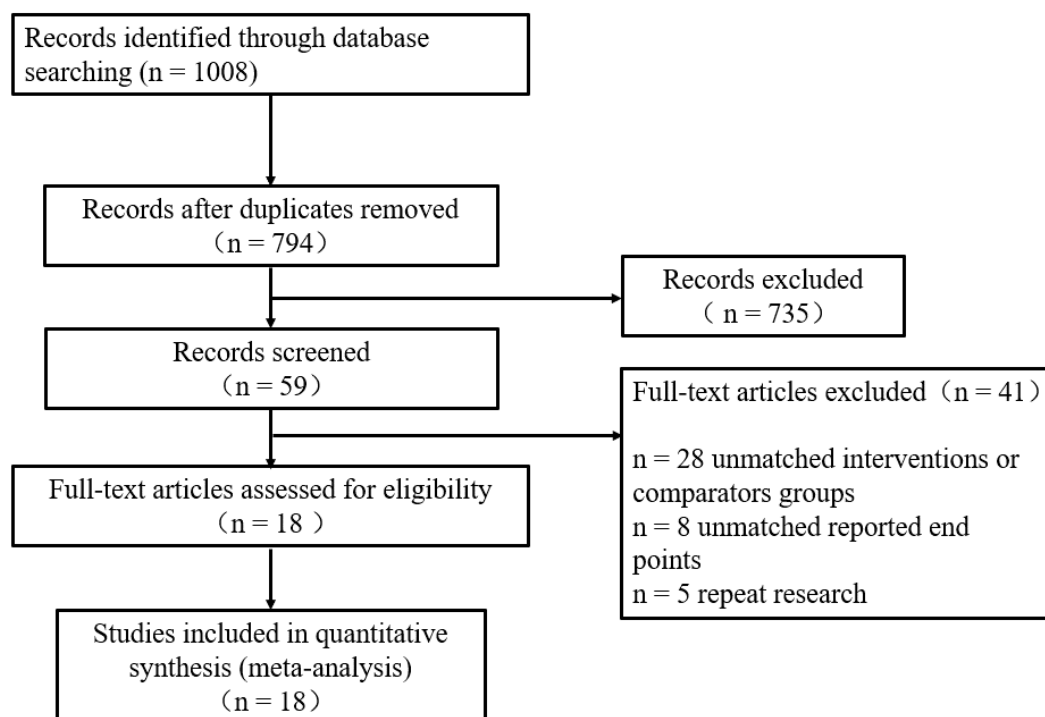 Records identified through database
searching (n = 1008)
Records after duplicates removed
（n = 794）
Records excluded
（ n = 735）
Records screened
（n = 59）
Full-text articles excluded（n = 41）
n = 28 unmatched interventions or
comparators groups
n = 8 unmatched reported end
points
n = 5 repeat research
Full-text articles assessed for eligibility
（n = 18 ）
Studies included in quantitative
synthesis (meta-analysis)
（n = 18）